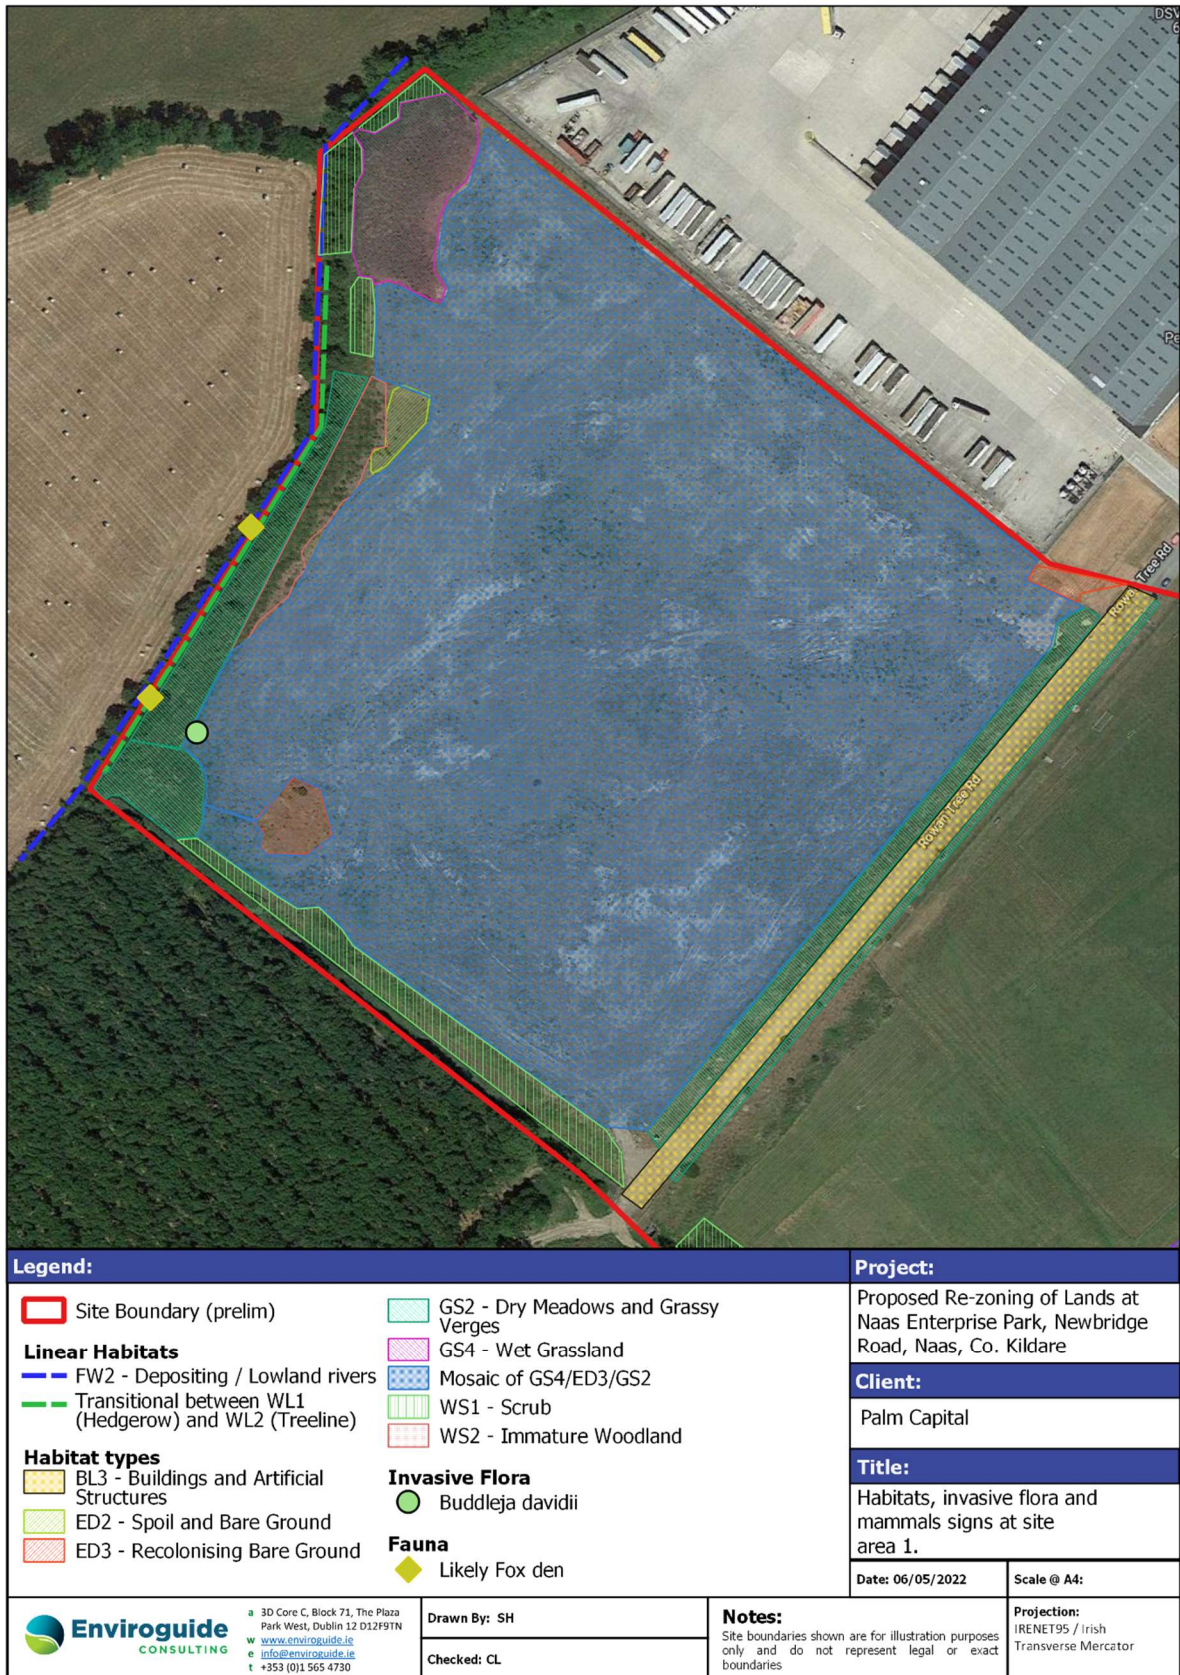 DSV
6
Pe
Rowan Tree Rd
Rowan Tree Rd
Legend:
Site Boundary (prelim)
Linear Habitats
FW2 - Depositing / Lowland rivers
Transitional between WL1
(Hedgerow) and WL2 (Treeline)
Habitat types
BL3 - Buildings and Artificial
Structures
ED2 - Spoil and Bare Ground
ED3 - Recolonising Bare Ground
GS2 - Dry Meadows and Grassy
Verges
GS4 - Wet Grassland
Mosaic of GS4/ED3/GS2
WS1 - Scrub
WS2 - Immature Woodland
Invasive Flora
Buddleja davidii
Fauna
Likely Fox den
Project:
Proposed Re-zoning of Lands at
Naas Enterprise Park, Newbridge
Road, Naas, Co. Kildare
Client:
Palm Capital
Title:
Habitats, invasive flora and
mammals signs at site
area 1.
Date: 06/05/2022
Scale @ A4:
Enviroguide
CONSULTING
a 3D Core C, Block 71, The Plaza
Park West, Dublin 12 D12F9TN
w www.enviroguide.ie
e info@enviroguide.ie
t +353 (0)1 565 4730
Drawn By: SH
Checked: CL
Notes:
Site boundaries shown are for illustration purposes
only and do not represent legal or exact
boundaries
Projection:
IRENET95 / Irish
Transverse Mercator